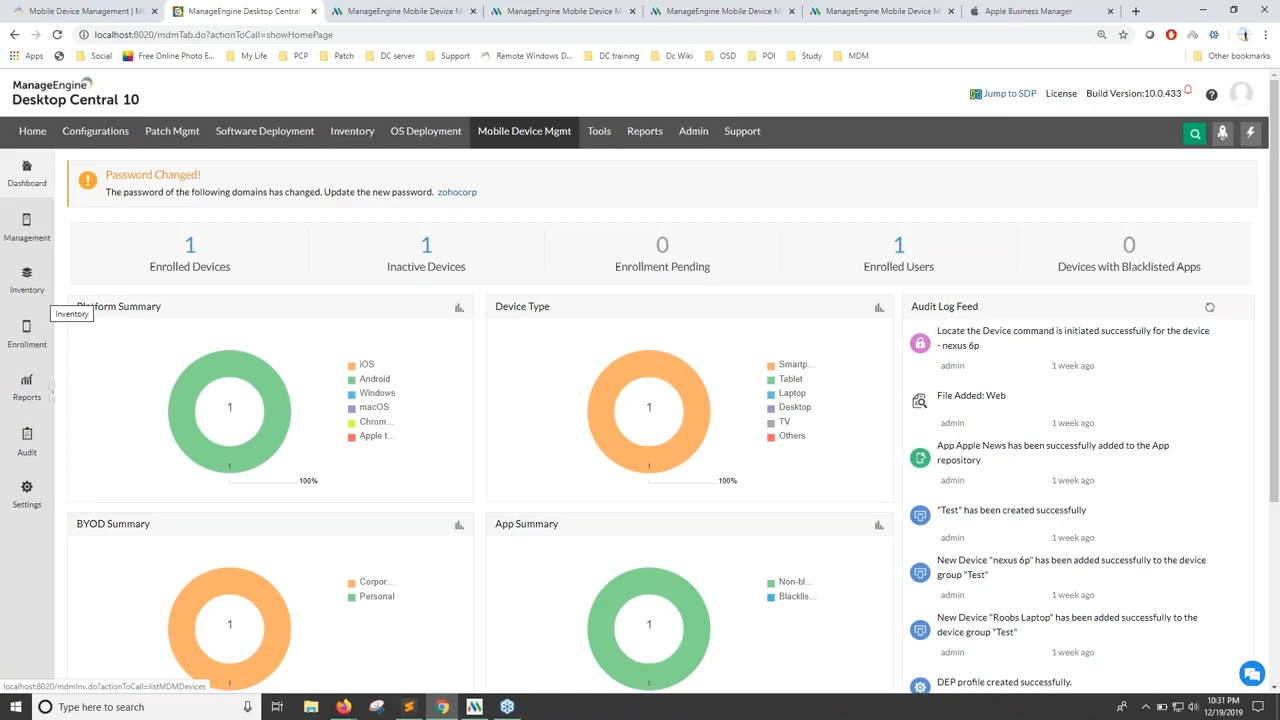 Mobile Device Management | M
ManageEngine Desktop Central
ManageEngine Mobile Device M
ManageEngine Mobile Device M
ManageEngine Mobile Device M
ManageEngine Mobile Device M
Apple Business Manager
localhost:8020/mdmTab.do?actionToCall=showHomePage
Apps
Social
Free Online Photo E...
My Life
PCP
Patch
DC server
Support
Remote Windows D...
DC training
Dc Wiki
OSD
POI
Study
MDM
Other bookmarks
ManageEngine
Desktop Central 10
Jump to SDP
License
Build Version:10.0.433
Home
Configurations
Patch Mgmt
Software Deployment
Inventory
OS Deployment
Mobile Device Mgmt
Tools
Reports
Admin
Support
Dashboard
Management
Inventory
Inventory
Enrollment
Reports
Audit
Settings
Password Changed!
The password of the following domains has changed. Update the new password. zohocorp
1
Enrolled Devices
1
Inactive Devices
0
Enrollment Pending
1
Enrolled Users
0
Devices with Blacklisted Apps
Platform Summary
1
1
100%
iOS
Android
Windows
macOS
Chrom...
Apple t...
Device Type
1
1
100%
Smartp...
Tablet
Laptop
Desktop
TV
Others
Audit Log Feed
Locate the Device command is initiated successfully for the device
- nexus 6p
admin 1 week ago
File Added: Web
admin 1 week ago
App Apple News has been successfully added to the App
repository
admin 1 week ago
"Test" has been created successfully
admin 1 week ago
New Device "nexus 6p" has been added successfully to the device
group "Test"
admin 1 week ago
New Device "Roobs Laptop" has been added successfully to the
device group "Test"
admin 1 week ago
DEP profile created successfully.
BYOD Summary
1
1
Corpor...
Personal
App Summary
1
1
Non-bl...
Blacklis...
localhost:8020/mdmInv.do?actionToCall=listMDMDevices
Type here to search
10:31 PM
12/19/2019